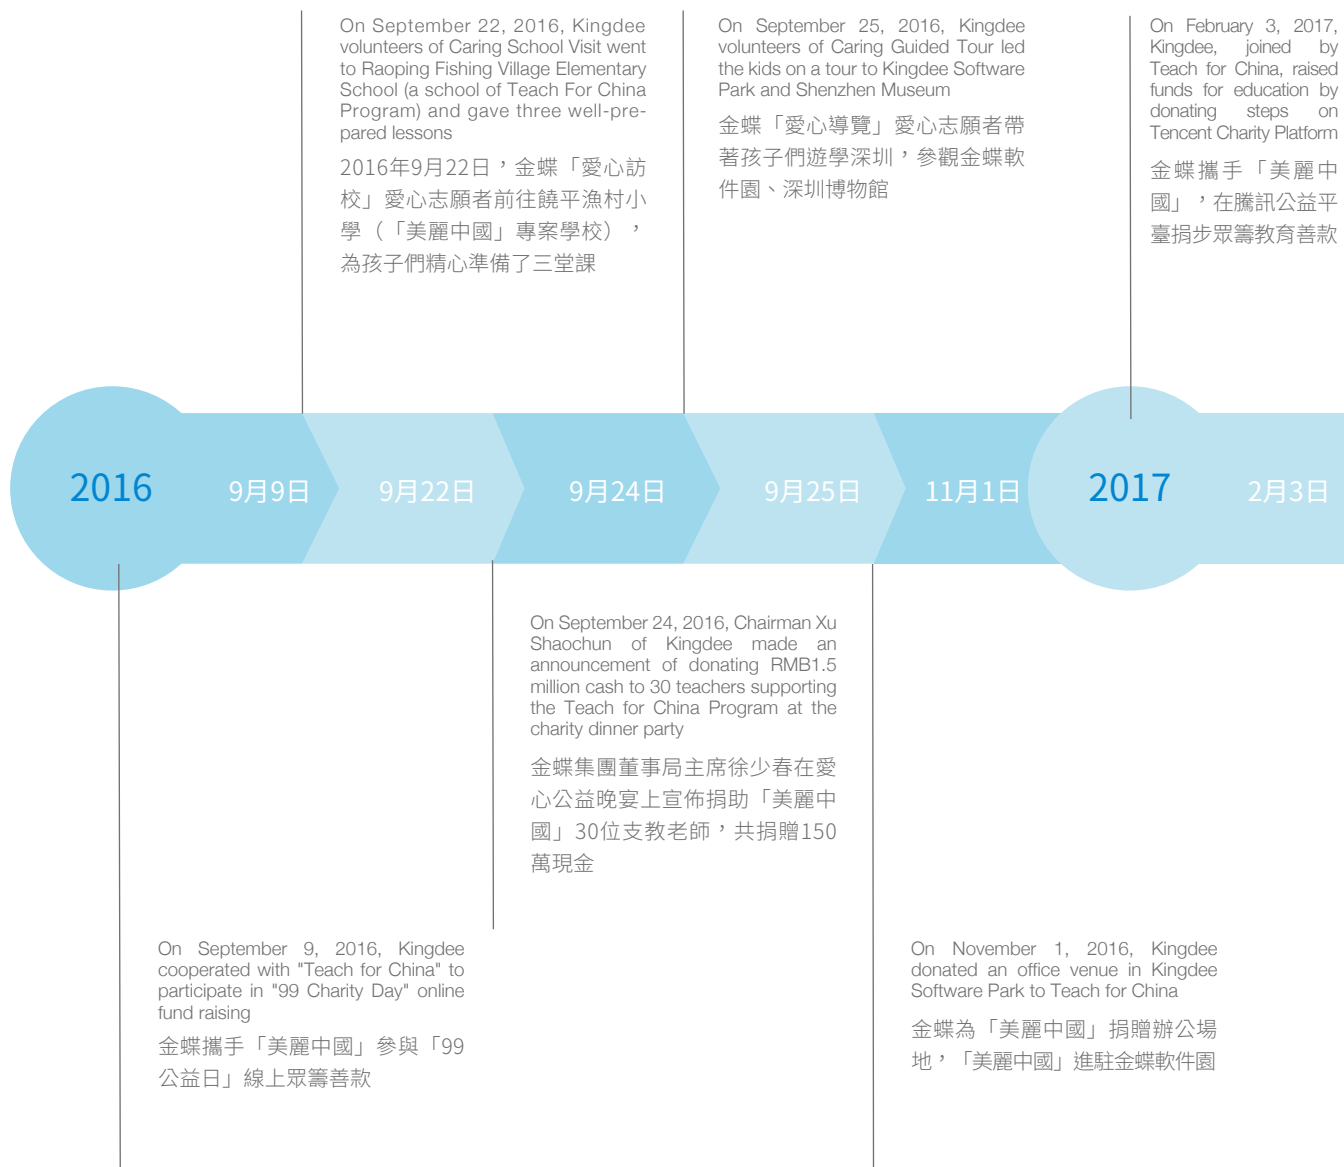 On September 22, 2016, Kingdee
volunteers of Caring School Visit went
to Raoping Fishing Village Elementary
School (a school of Teach For China
Program) and gave three well-pre-
pared lessons
2016年9月22日，金蝶「愛心訪
校」愛心志願者前往饒平漁村小
學（「美麗中國」專案學校），
為孩子們精心準備了三堂課
On September 25, 2016, Kingdee
volunteers of Caring Guided Tour led
the kids on a tour to Kingdee Software
Park and Shenzhen Museum
金蝶「愛心導覽」愛心志願者帶
著孩子們遊學深圳，參觀金蝶軟
件園、深圳博物館
On February 3, 2017,
Kingdee, joined by
Teach for China, raised
funds for education by
donating steps on
Tencent Charity Platform
金蝶攜手「美麗中
國」，在騰訊公益平
臺捐步眾籌教育善款
2016
9月9日
9月22日
9月24日
9月25日
11月1日
2017
2月3日
On September 24, 2016, Chairman Xu
Shaochun of Kingdee made an
announcement of donating RMB1.5
million cash to 30 teachers supporting
the Teach for China Program at the
charity dinner party
金蝶集團董事局主席徐少春在愛
心公益晚宴上宣佈捐助「美麗中
國」30位支教老師，共捐贈150
萬現金
On September 9, 2016, Kingdee
cooperated with "Teach for China" to
participate in "99 Charity Day" online
fund raising
金蝶攜手「美麗中國」參與「99
公益日」線上眾籌善款
On November 1, 2016, Kingdee
donated an office venue in Kingdee
Software Park to Teach for China
金蝶為「美麗中國」捐贈辦公場
地，「美麗中國」進駐金蝶軟件園